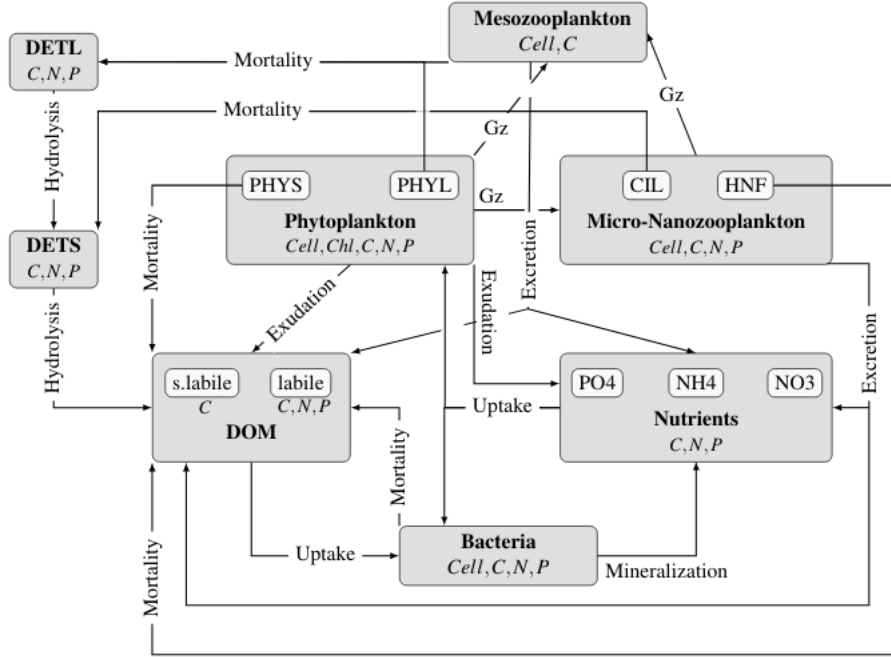 Mesozooplankton
Cell,C
DETL
C,N,P
Mortality
Mortality
Gz
Gz
Hydrolysis
PHYS
PHYL
Phytoplankton
Cell,Chl,C,N,P
Gz
CIL
HNF
Micro-Nanozooplankton
Cell,C,N,P
DETS
C,N,P
Mortality
Excretion
Exudation
Exudation
Hydrolysis
Excretion
s.labile
C
labile
C,N,P
DOM
Uptake
PO4
NH4
NO3
Nutrients
C,N,P
Mortality
Uptake
Bacteria
Cell,C,N,P
Mineralization
Mortality